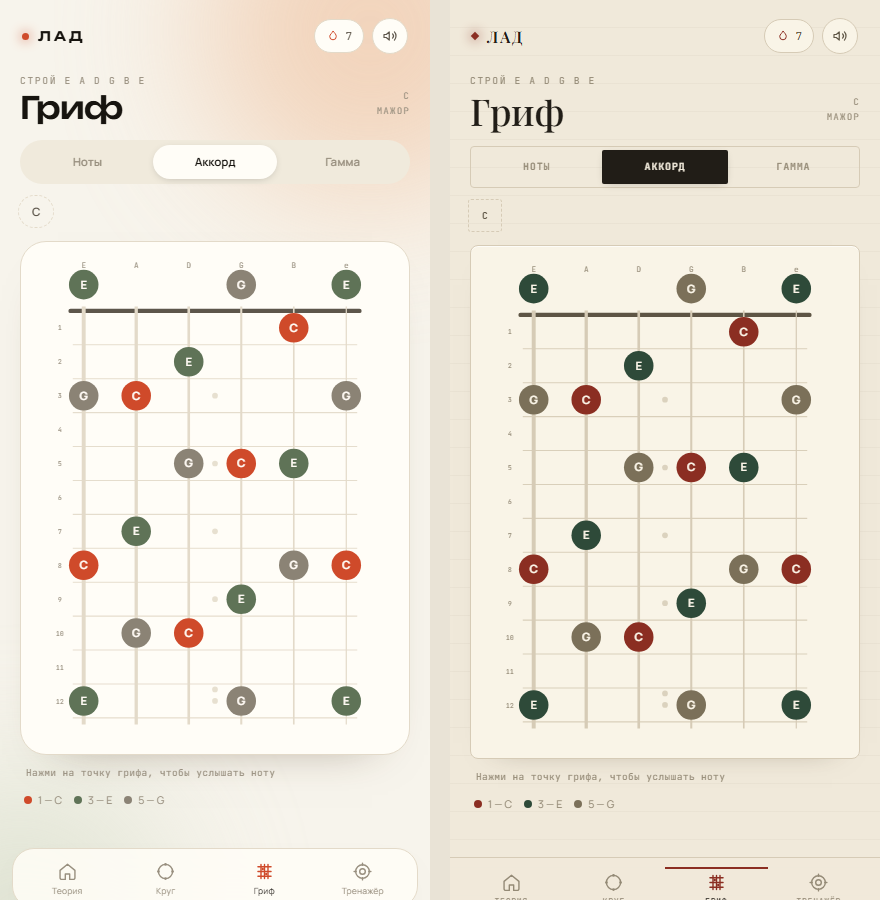 ЛАД
7
СТРОЙ E A D G B E
Гриф
C
МАЖОР
Ноты
Аккорд
Гамма
C
E A D G B e
E G E
1 C
2 E
3 G C G
4
5 G C E
6
7 E
8 C G C
9 E
10 G C
11
12 E G E
Нажми на точку грифа, чтобы услышать ноту
1—C 3—E 5—G
Теория
Круг
Гриф
Тренажёр
ЛАД
7
СТРОЙ E A D G B E
Гриф
C
МАЖОР
НОТЫ
АККОРД
ГАММА
C
E A D G B e
E G E
1 C
2 E
3 G C G
4
5 G C E
6
7 E
8 C G C
9 E
10 G C
11
12 E G E
Нажми на точку грифа, чтобы услышать ноту
1—C 3—E 5—G